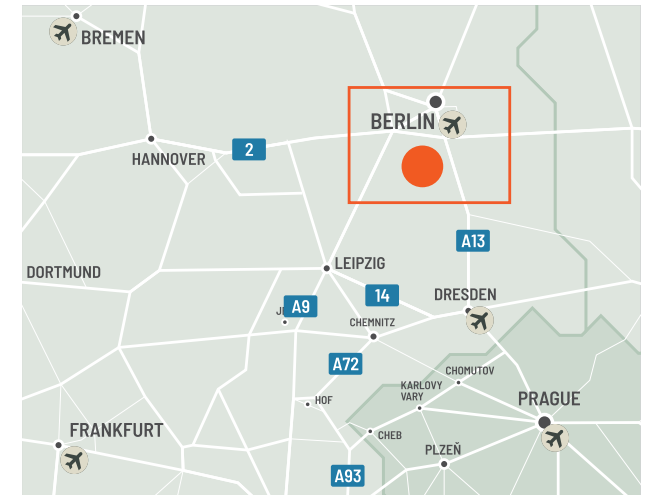 BREMEN
BERLIN
2
HANNOVER
A13
LEIPZIG
DORTMUND
14
DRESDEN
A9
CHEMNITZ
A72
CHOMUTOV
KARLOVY
VARY
PRAGUE
HOF
FRANKFURT
CHEB
PLZEŇ
A93